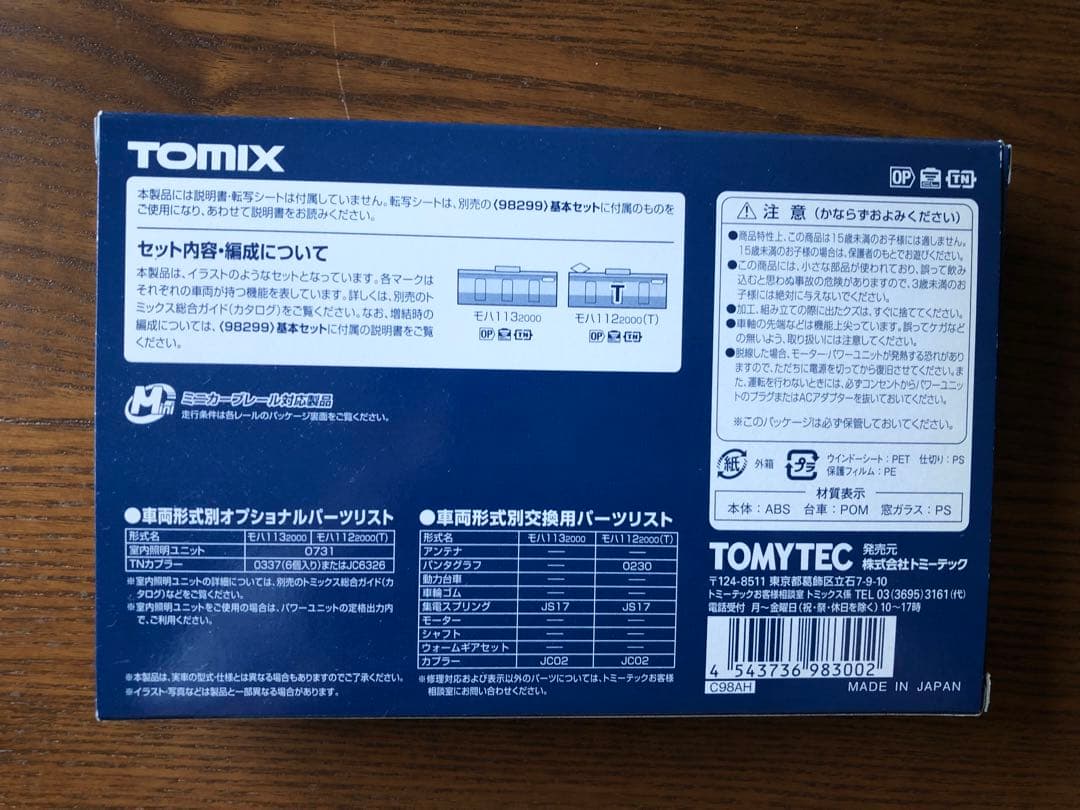 TOMIX
本製品には説明書・転写シートは付属していません。転写シートは、別売の〈98299〉基本セットに付属のものを
ご使用になり、あわせて説明書をお読みください。
セット内容・編成について
本製品は、イラストのようなセットとなっています。各マークは
それぞれの車両が持つ機能を表しています。詳しくは、別売のト
ミックス総合ガイド(カタログ)をご覧ください。なお、増結時の
編成については、〈98299〉基本セットに付属の説明書をご覧
ください。
T
モハ1132000 モハ1122000(T)
OP TN OP TN
Mini ミニカーブレール対応製品
走行条件は各レールのパッケージ裏面をご覧ください。
●車両形式別オプショナルパーツリスト
形式名 モハ1132000 モハ1122000(T)
室内照明ユニット 0731
TNカプラー 0337(6個入り)またはJC6326
※室内照明ユニットの詳細については、別売のトミックス総合ガイド(カ
タログ)などをご覧ください。
※室内照明ユニットをご使用の場合は、パワーユニットの定格出力内
で、ご利用ください。
※本製品は、実車の型式・仕様とは異なる場合もありますのでご了承ください。
※イラスト・写真などは製品と一部異なる場合があります。
●車両形式別交換用パーツリスト
形式名 モハ1132000 モハ1122000(T)
アンテナ — —
パンタグラフ — 0230
動力台車 — —
車輪ゴム — —
集電スプリング JS17 JS17
モーター — —
シャフト — —
ウォームギアセット — —
カプラー JC02 JC02
※修理対応および表示以外のパーツについては、トミーテックお客様
相談室にお問い合わせください。
OP TN
注意(かならずおよみください)
●商品特性上、この商品は15歳未満のお子様には適しません。
15歳未満のお子様の場合は、保護者のもとでお遊びください。
●この商品には、小さな部品が使われており、誤って飲み
込むと思わぬ事故の危険がありますので、3歳未満のお
子様には絶対に与えないでください。
●加工、組み立ての際に出たクズは、すぐに捨ててください。
●車軸の先端などは機能上尖っています。誤ってケガなど
の無いよう、取り扱いには注意してください。
●脱線した場合、モーターやパワーユニットが発熱する恐れがあり
ますので、ただちに電源を切ってから復旧させてください。ま
た、運転を行わないときには、必ずコンセントからパワーユニッ
トのプラグまたはACアダプターを抜いておいてください。
※このパッケージは必ず保管しておいてください。
紙 外箱 プラ ウインドーシート:PET 仕切り:PS
保護フィルム:PE
材質表示
本体:ABS 台車:POM 窓ガラス:PS
TOMYTEC 発売元
株式会社トミーテック
〒124-8511 東京都葛飾区立石7-9-10
トミーテックお客様相談室 トミックス係 TEL 03(3695)3161(代)
電話受付 月〜金曜日(祝・祭・休日を除く)10〜17時
4 543736 983002
C98AH MADE IN JAPAN